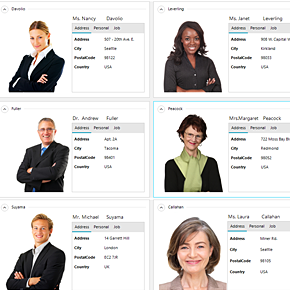 Davolio
Ms. Nancy Davolio
Address Personal Job
Address 507 - 20th Ave. E.
City Seattle
PostalCode 98122
Country USA
Leverling
Ms. Janet Leverling
Address Personal Job
Address 908 W. Capital W
City Kirkland
PostalCode 98033
Country USA
Fuller
Dr. Andrew Fuller
Address Personal Job
Address Apt. 2A
City Tacoma
PostalCode 98401
Country USA
Peacock
Mrs.Margaret Peacock
Address Personal Job
Address 722 Moss Bay B
City Redmond
PostalCode 98052
Country USA
Suyama
Mr. Michael Suyama
Address Personal Job
Address 14 Garrett Hill
City London
PostalCode EC2 7JR
Country UK
Callahan
Ms. Laura Callahan
Address Personal Job
Address Miner Rd.
City Seattle
PostalCode 98105
Country USA